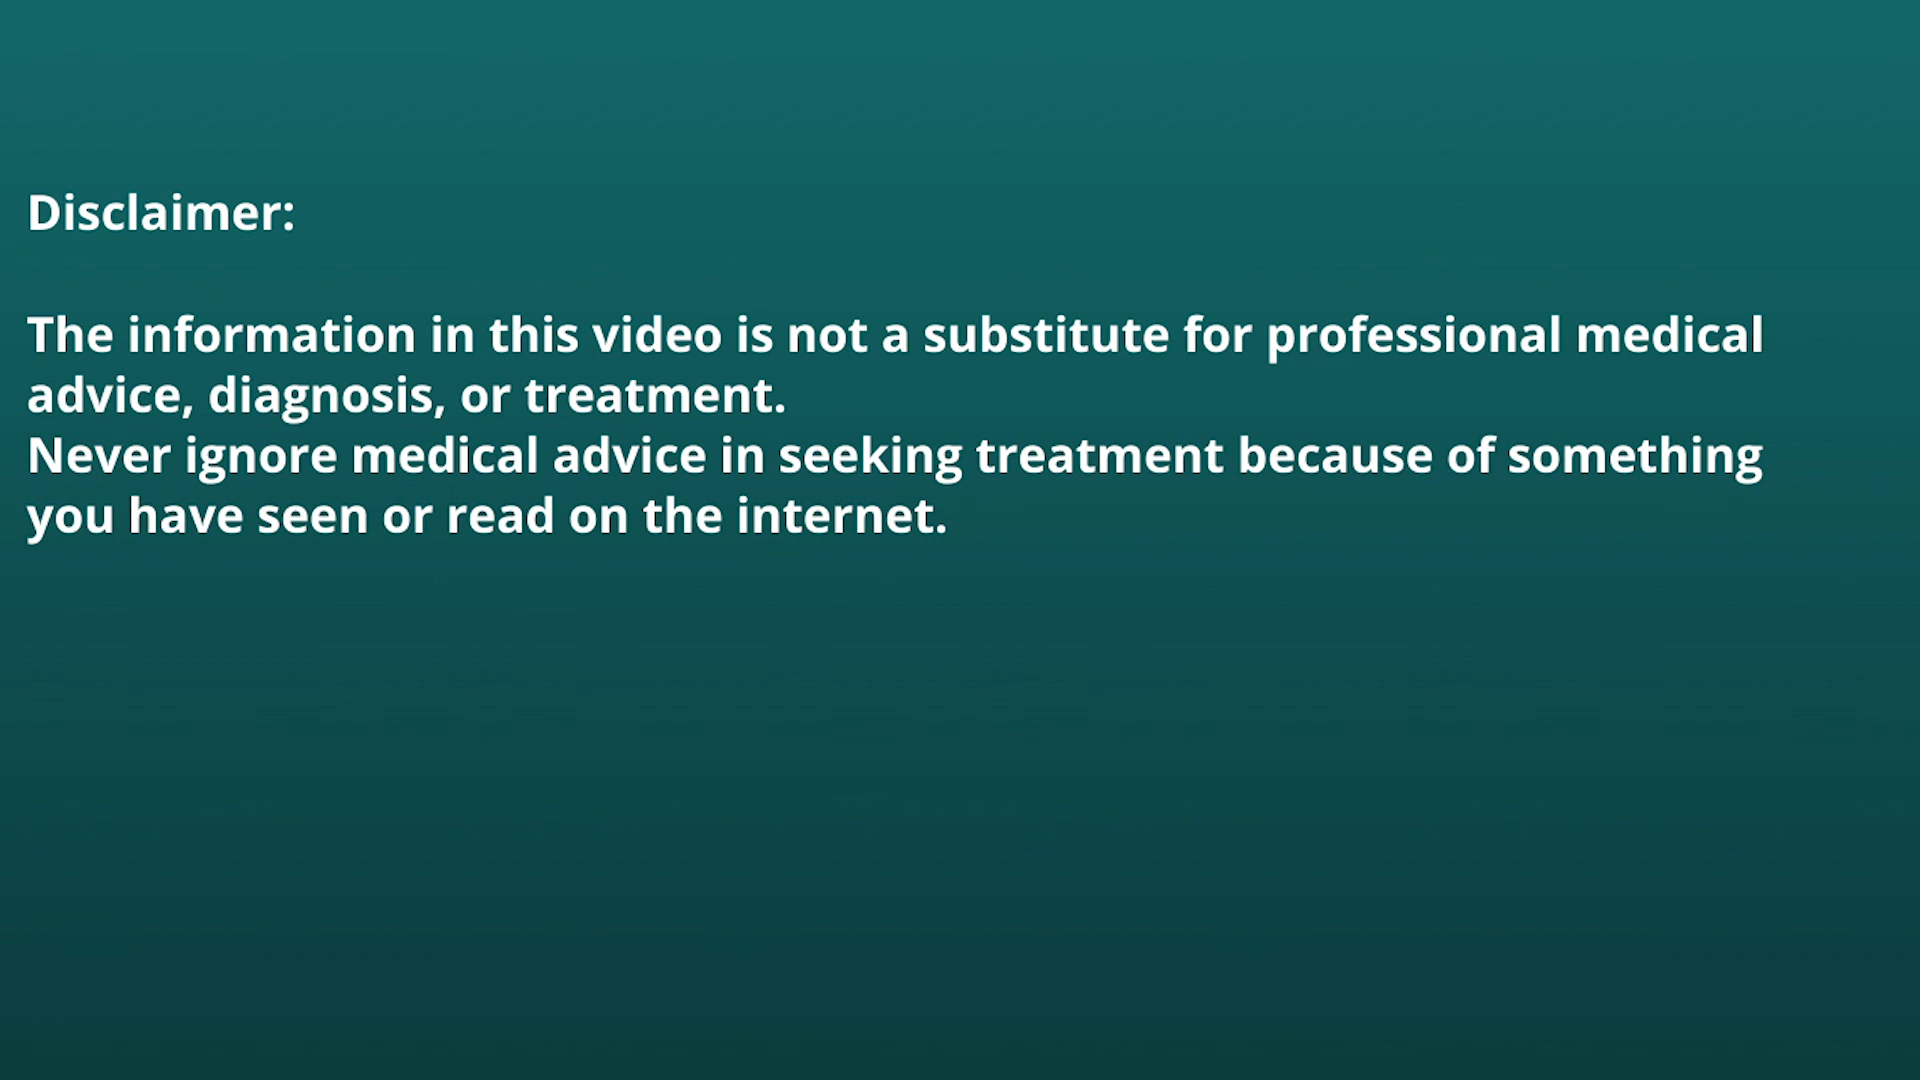 Disclaimer:
The information in this video is not a substitute for professional medical
advice, diagnosis, or treatment.
Never ignore medical advice in seeking treatment because of something
you have seen or read on the internet.